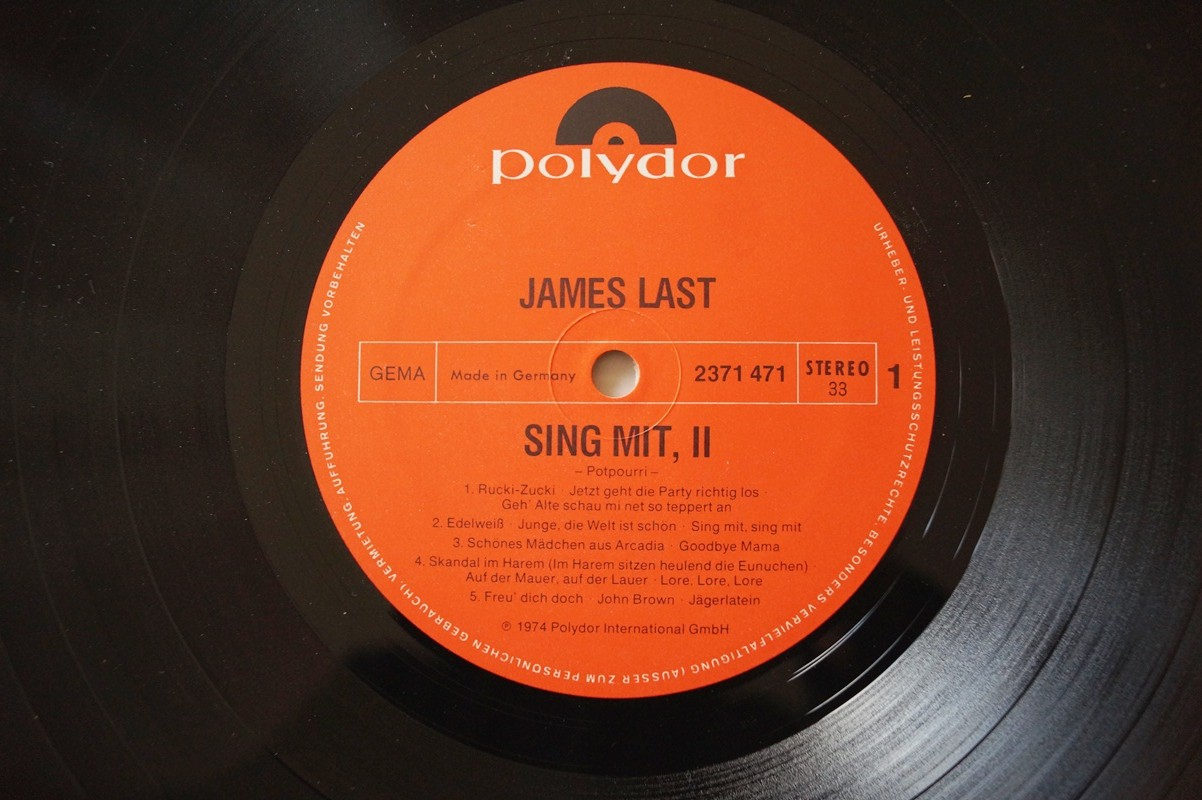 polydor
JAMES LAST
GEMA
Made in Germany
2371 471
STEREO
33
1
SING MIT, II
– Potpourri –
1. Rucki-Zucki · Jetzt geht die Party richtig los ·
Geh' Alte schau mi net so teppert an
2. Edelweiß · Junge, die Welt ist schön · Sing mit, sing mit
3. Schönes Mädchen aus Arcadia · Goodbye Mama
4. Skandal im Harem (Im Harem sitzen heulend die Eunuchen) ·
Auf der Mauer, auf der Lauer · Lore, Lore, Lore
5. Freu' dich doch · John Brown · Jägerlatein
℗ 1974 Polydor International GmbH
URHEBER- UND LEISTUNGSSCHUTZRECHTE, BESONDERS VERVIELFÄLTIGUNG (AUSSER ZUM PERSÖNLICHEN GEBRAUCH), VERMIETUNG, AUFFÜHRUNG, SENDUNG VORBEHALTEN